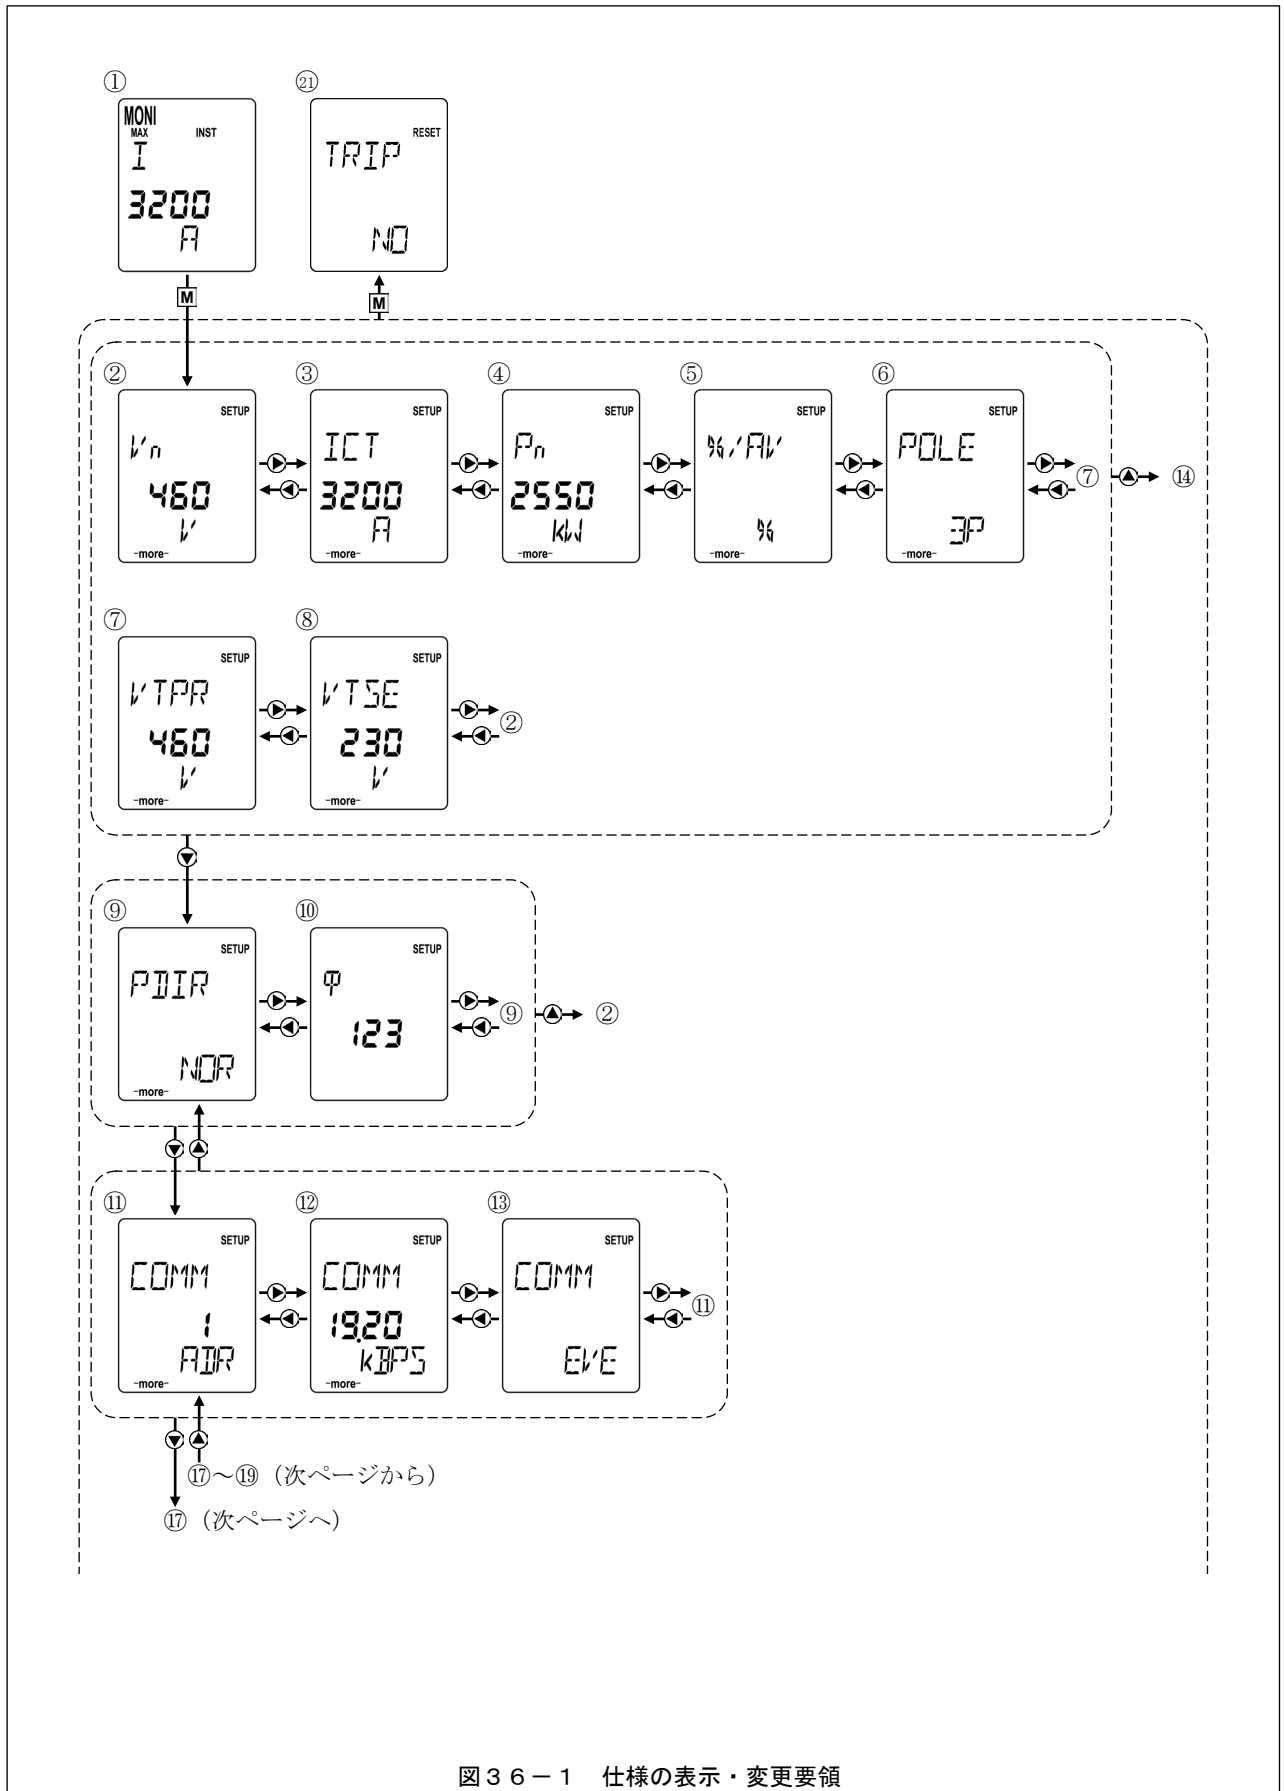 ① ㉑
MONI
MAX INST
I
3200
A
RESET
TRIP
NO
M M
② ③ ④ ⑤ ⑥
SETUP
Vn
460
V
-more-
SETUP
ICT
3200
A
-more-
SETUP
Pn
2550
kW
-more-
SETUP
%/AV
%
-more-
SETUP
POLE
3P
-more-
⑦ ⑭
⑦ ⑧
SETUP
VTPR
460
V
-more-
SETUP
VTSE
230
V
-more-
②
⑨ ⑩
SETUP
PDIR
NOR
-more-
SETUP
φ
123
⑨ ②
⑪ ⑫ ⑬
SETUP
COMM
1
ADR
-more-
SETUP
COMM
19.20
kBPS
-more-
SETUP
COMM
EVE
⑪
⑰～⑲(次ページから)
⑰(次ページへ)
図36－1 仕様の表示・変更要領